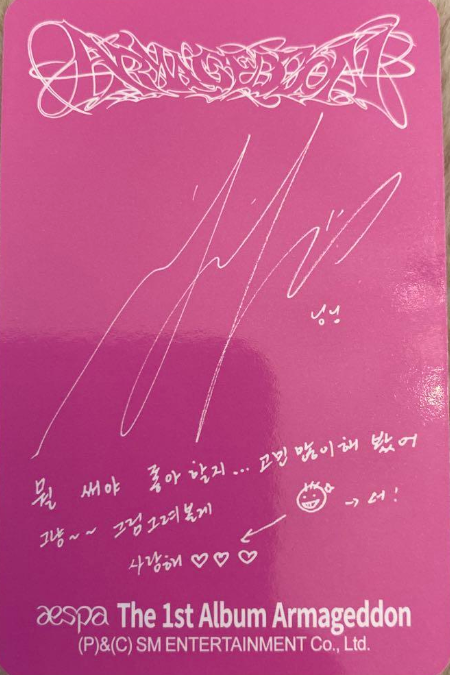 ARMAGEDDON
닝닝
뭘 써야 좋아할지... 고민 많이 해 봤어
그냥~~ 그림 그려볼게 → 너!
사랑해 ♡♡♡
aespa The 1st Album Armageddon
(P)&(C) SM ENTERTAINMENT Co., Ltd.